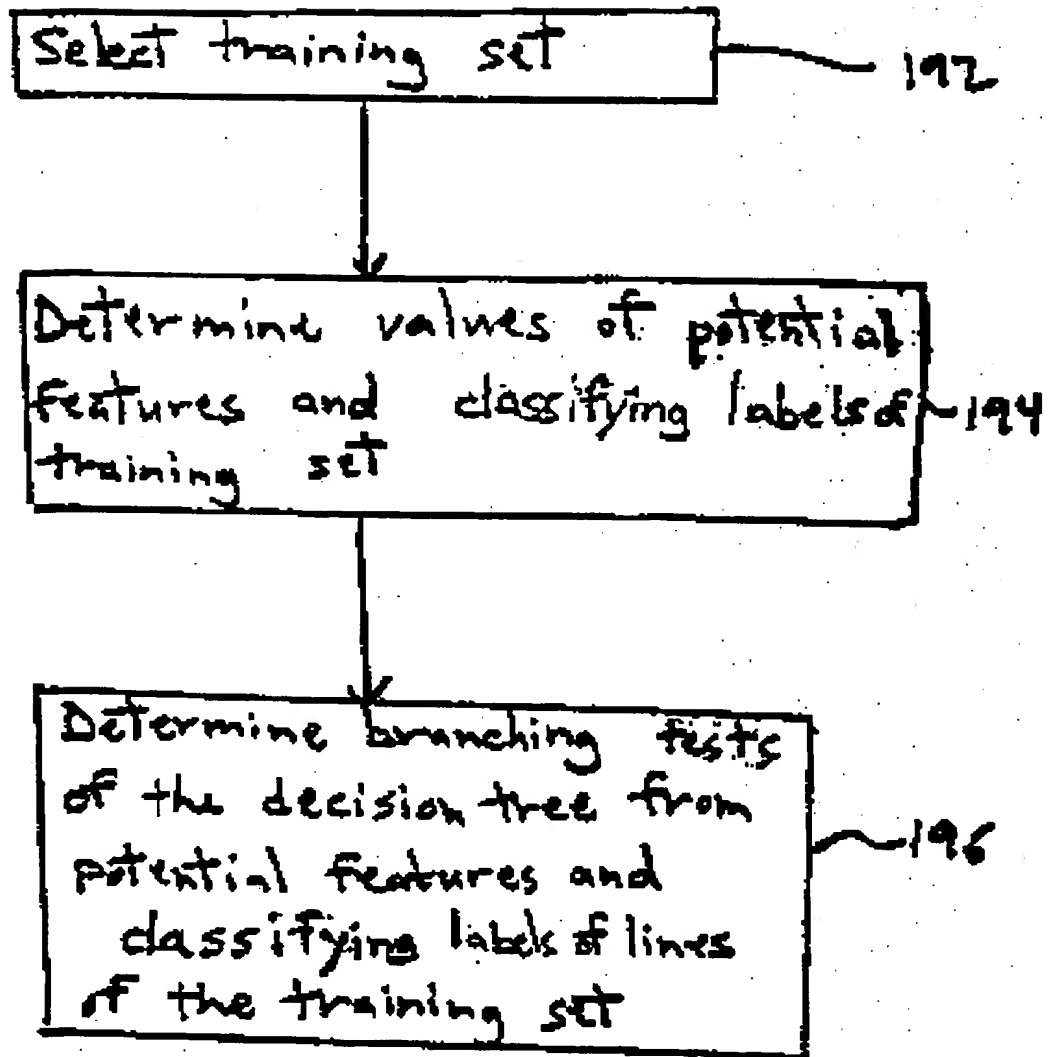 Select training set
192
Determine values of potential
features and classifying labels of
194
training set
Determine branching tests
of the decision tree from
196
potential features and
classifying labels of lines
of the training set